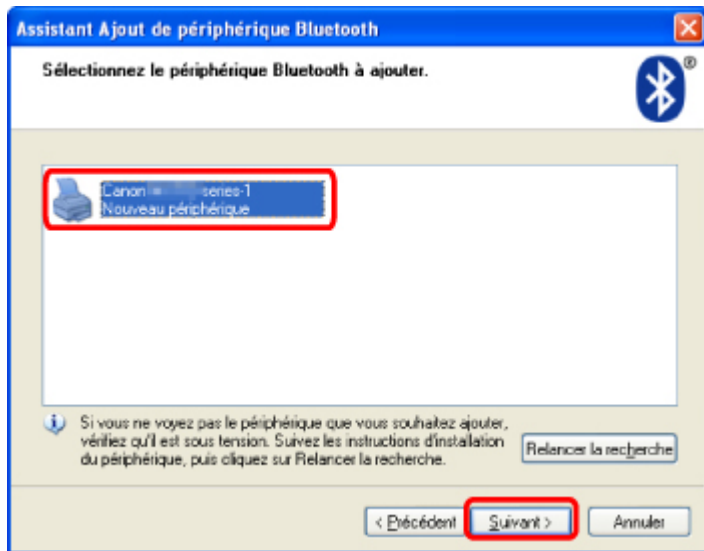 Assistant Ajout de périphérique Bluetooth
Sélectionnez le périphérique Bluetooth à ajouter.
®
Canon series-1
Nouveau périphérique
Si vous ne voyez pas le périphérique que vous souhaitez ajouter,
vérifiez qu'il est sous tension. Suivez les instructions d'installation
du périphérique, puis cliquez sur Relancer la recherche.
Relancer la recherche
< Précédent
Suivant >
Annuler